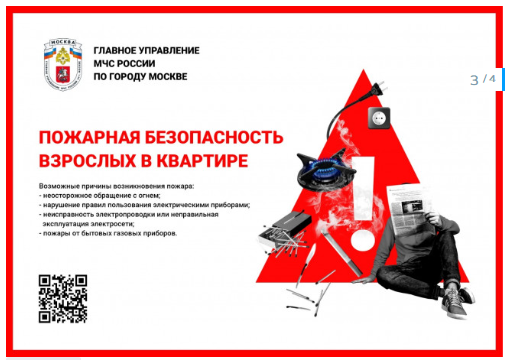 МОСКВА
ГЛАВНОЕ УПРАВЛЕНИЕ
МЧС РОССИИ
ПО ГОРОДУ МОСКВЕ
3 / 4
ПОЖАРНАЯ БЕЗОПАСНОСТЬ
ВЗРОСЛЫХ В КВАРТИРЕ
Возможные причины возникновения пожара:
- неосторожное обращение с огнем;
- нарушение правил пользования электрическими приборами;
- неисправность электропроводки или неправильная
эксплуатация электросети;
- пожары от бытовых газовых приборов.